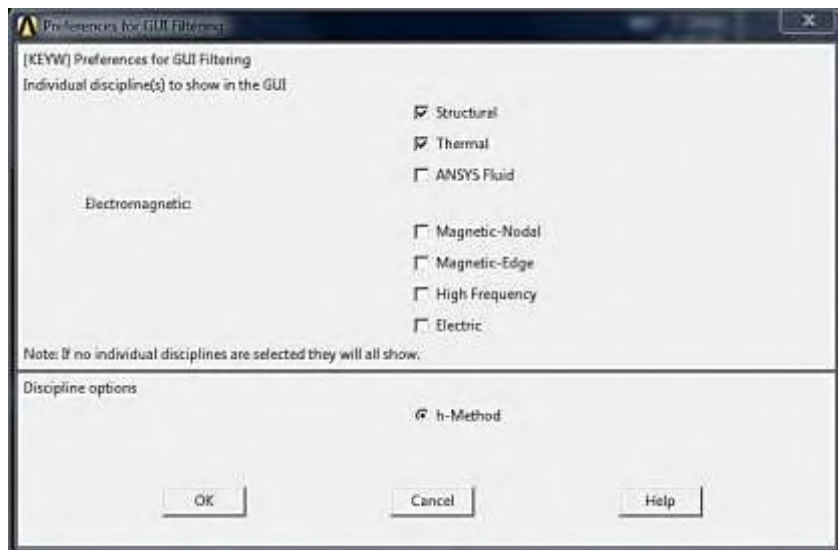 Preferences for GUI Filtering
[KEYW] Preferences for GUI Filtering
Individual discipline(s) to show in the GUI
Structural
Thermal
ANSYS Fluid
Electromagnetic:
Magnetic-Nodal
Magnetic-Edge
High Frequency
Electric
Note: If no individual disciplines are selected they will all show.
Discipline options
h-Method
OK Cancel Help